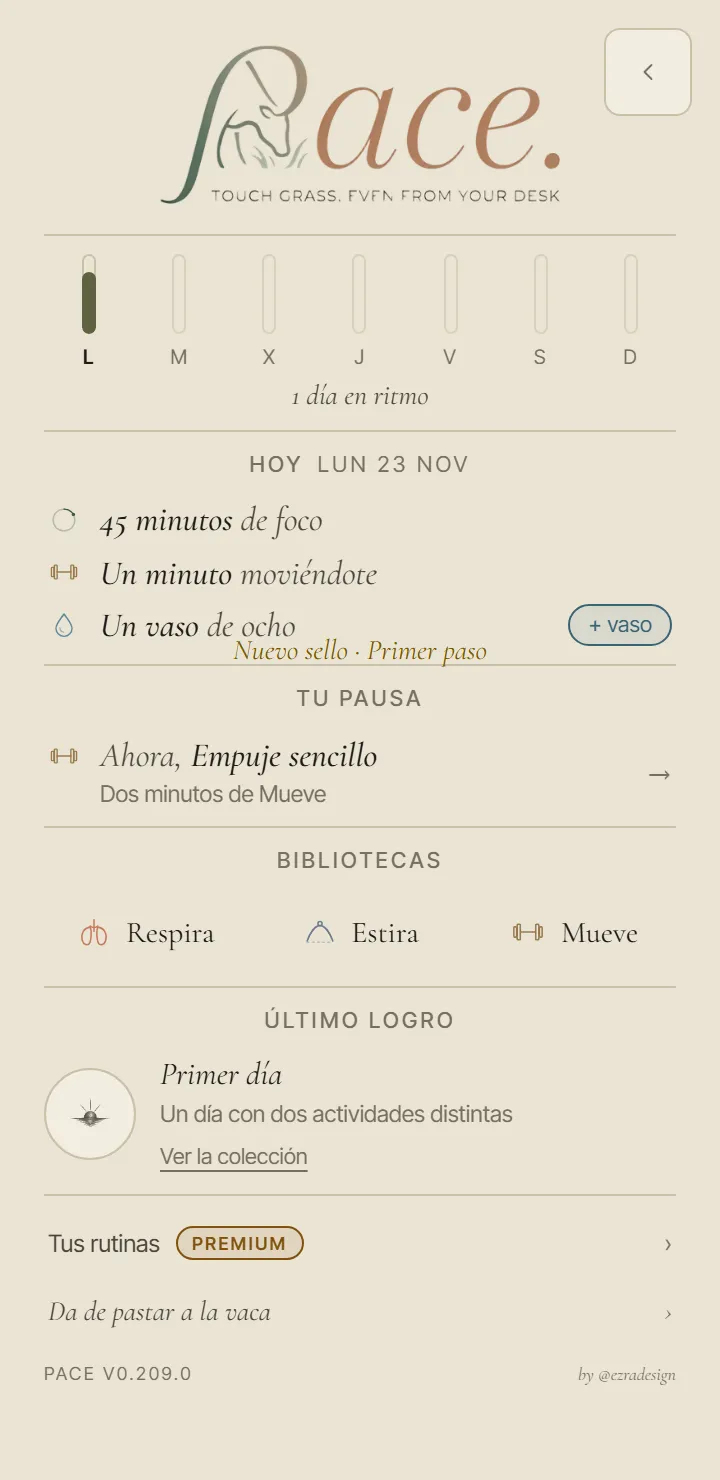 Pace.
TOUCH GRASS. EVEN FROM YOUR DESK
L M X J V S D
1 día en ritmo
HOY LUN 23 NOV
45 minutos de foco
Un minuto moviéndote
Un vaso de ocho
+ vaso
Nuevo sello · Primer paso
TU PAUSA
Ahora, Empuje sencillo
→
Dos minutos de Mueve
BIBLIOTECAS
Respira Estira Mueve
ÚLTIMO LOGRO
Primer día
Un día con dos actividades distintas
Ver la colección
Tus rutinas PREMIUM ›
Da de pastar a la vaca ›
PACE V0.209.0 by @ezradesign